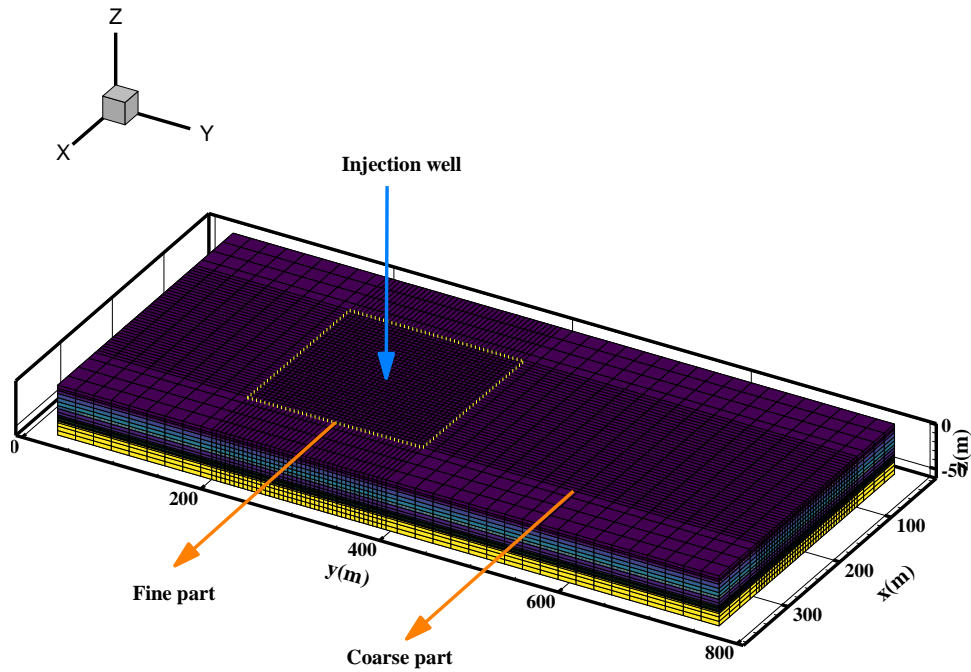 Z
X
Y
Injection well
0
200
400
y(m)
600
800
0
-50
z(m)
100
200
x(m)
300
Fine part
Coarse part